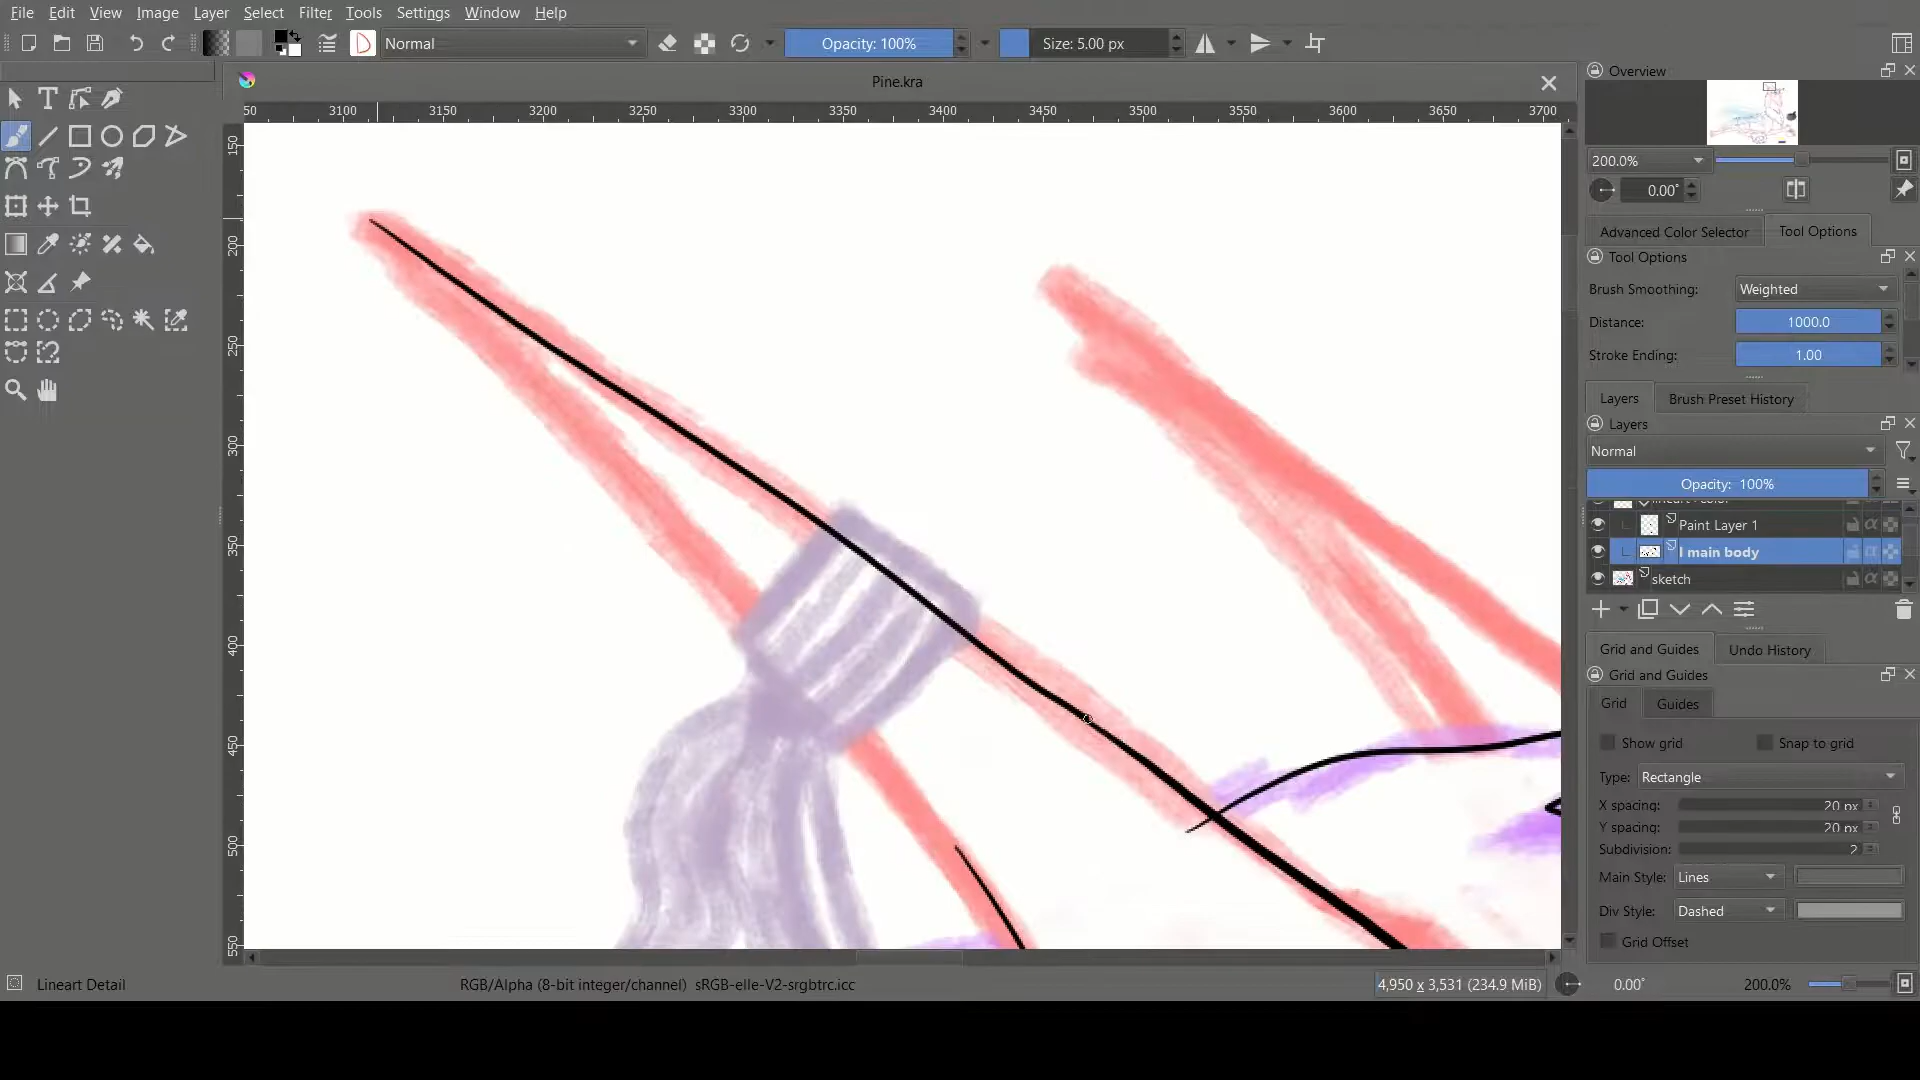 File Edit View Image Layer Select Filter Tools Settings Window Help
Normal Opacity: 100% Size: 5.00 px
Pine.kra
50 3100 3150 3200 3250 3300 3350 3400 3450 3500 3550 3600 3650 3700
150
200
250
300
350
400
450
500
550
Overview
200.0%
0.00°
Advanced Color Selector Tool Options
Tool Options
Brush Smoothing: Weighted
Distance: 1000.0
Stroke Ending: 1.00
Layers Brush Preset History
Layers
Normal
Opacity: 100%
Paint Layer 1
l main body
sketch
Grid and Guides Undo History
Grid and Guides
Grid Guides
Show grid Snap to grid
Type: Rectangle
X spacing: 20 px
Y spacing: 20 px
Subdivision: 2
Main Style: Lines
Div Style: Dashed
Grid Offset
Lineart Detail RGB/Alpha (8-bit integer/channel) sRGB-elle-V2-srgbtrc.icc 4,950 x 3,531 (234.9 MiB) 0.00° 200.0%